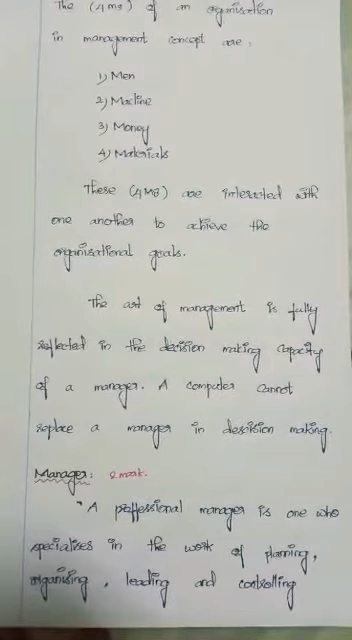 The (4ms) of an organisation
in management concept are.
1) Men
2) Macline
3) Money
4) Materials
These (4MS) are interacted with
one another to achieve the
organisational goals.
The art of management is fully
reflected in the decision making capacity
of a manager. A computer cannot
replace a manager in descision making.
Manager: 2 mark.
"A proffessional manager is one who
specialises in the work of planning,
organising, leading and controlling